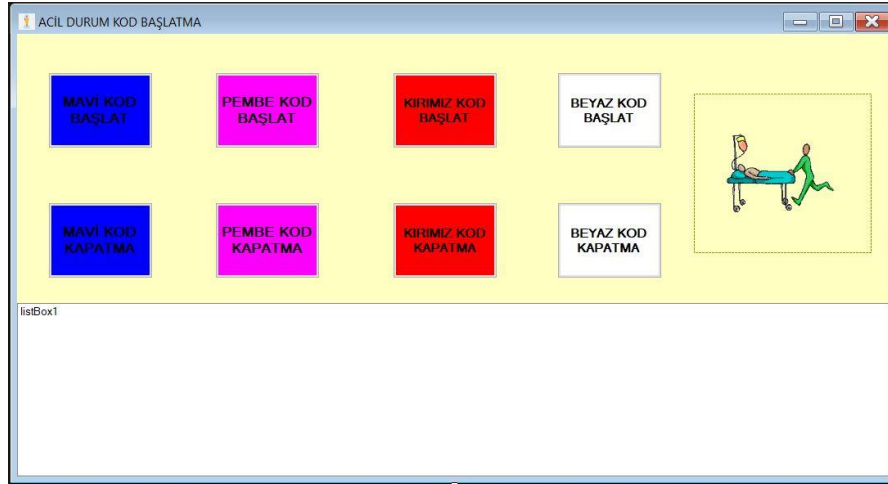 ACİL DURUM KOD BAŞLATMA
MAVİ KOD
BAŞLAT
PEMBE KOD
BAŞLAT
KIRIMIZ KOD
BAŞLAT
BEYAZ KOD
BAŞLAT
MAVİ KOD
KAPATMA
PEMBE KOD
KAPATMA
KIRIMIZ KOD
KAPATMA
BEYAZ KOD
KAPATMA
listBox1